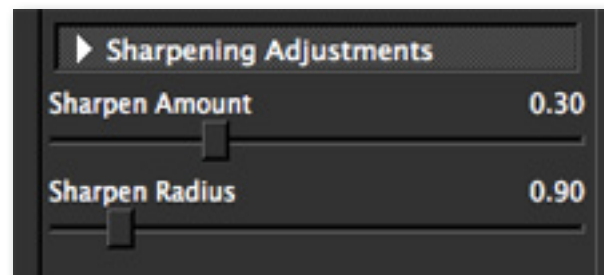 Sharpening Adjustments
Sharpen Amount 0.30
Sharpen Radius 0.90